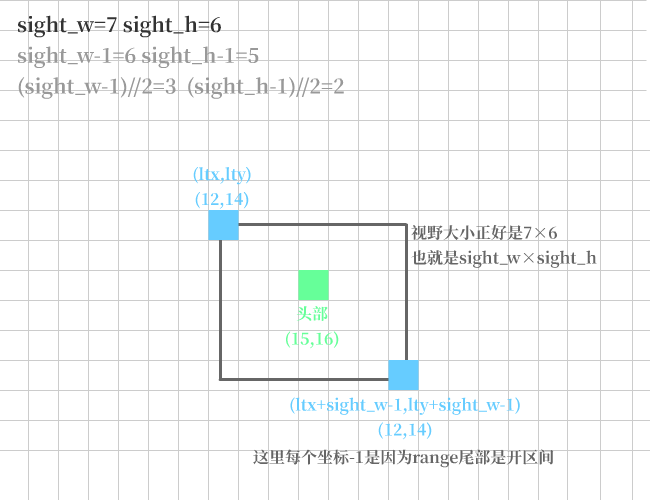 sight_w=7 sight_h=6
sight_w-1=6 sight_h-1=5
(sight_w-1)//2=3 (sight_h-1)//2=2
(ltx,lty)
(12,14)
视野大小正好是7×6
也就是sight_w×sight_h
头部
(15,16)
(ltx+sight_w-1,lty+sight_w-1)
(12,14)
这里每个坐标-1是因为range尾部是开区间